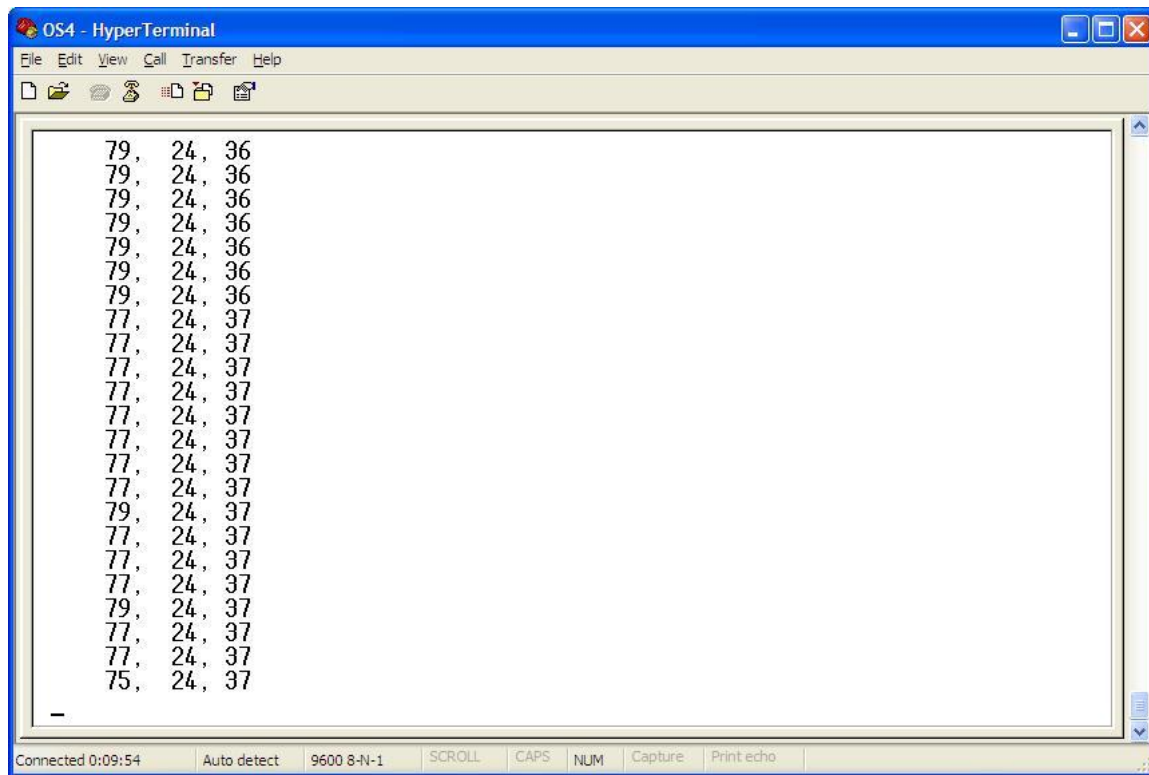 OS4 - HyperTerminal
File Edit View Call Transfer Help
79, 24, 36
79, 24, 36
79, 24, 36
79, 24, 36
79, 24, 36
79, 24, 36
79, 24, 36
77, 24, 37
77, 24, 37
77, 24, 37
77, 24, 37
77, 24, 37
77, 24, 37
77, 24, 37
77, 24, 37
79, 24, 37
77, 24, 37
77, 24, 37
77, 24, 37
79, 24, 37
77, 24, 37
77, 24, 37
75, 24, 37
Connected 0:09:54 Auto detect 9600 8-N-1 SCROLL CAPS NUM Capture Print echo